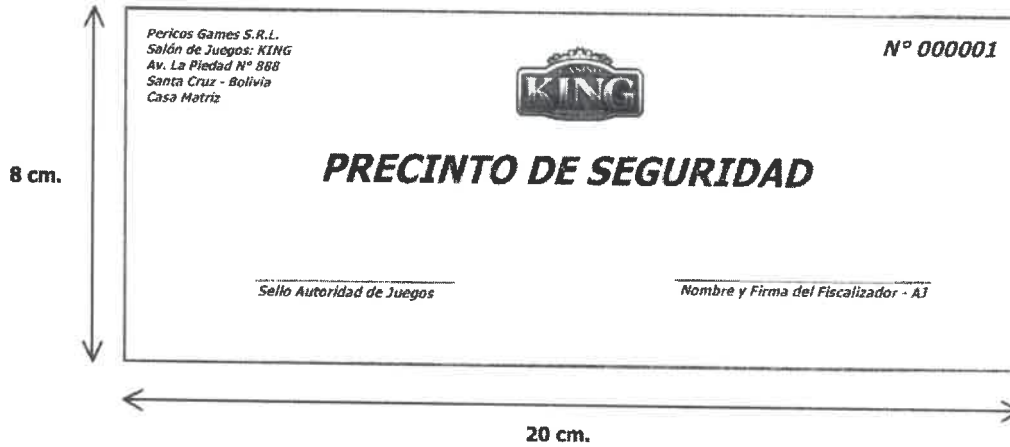 Pericos Games S.R.L.
Salón de Juegos: KING
Av. La Piedad N° 888
Santa Cruz - Bolivia
Casa Matriz
CASINO
KING
N° 000001
8 cm.
PRECINTO DE SEGURIDAD
Sello Autoridad de Juegos
Nombre y Firma del Fiscalizador - AJ
20 cm.